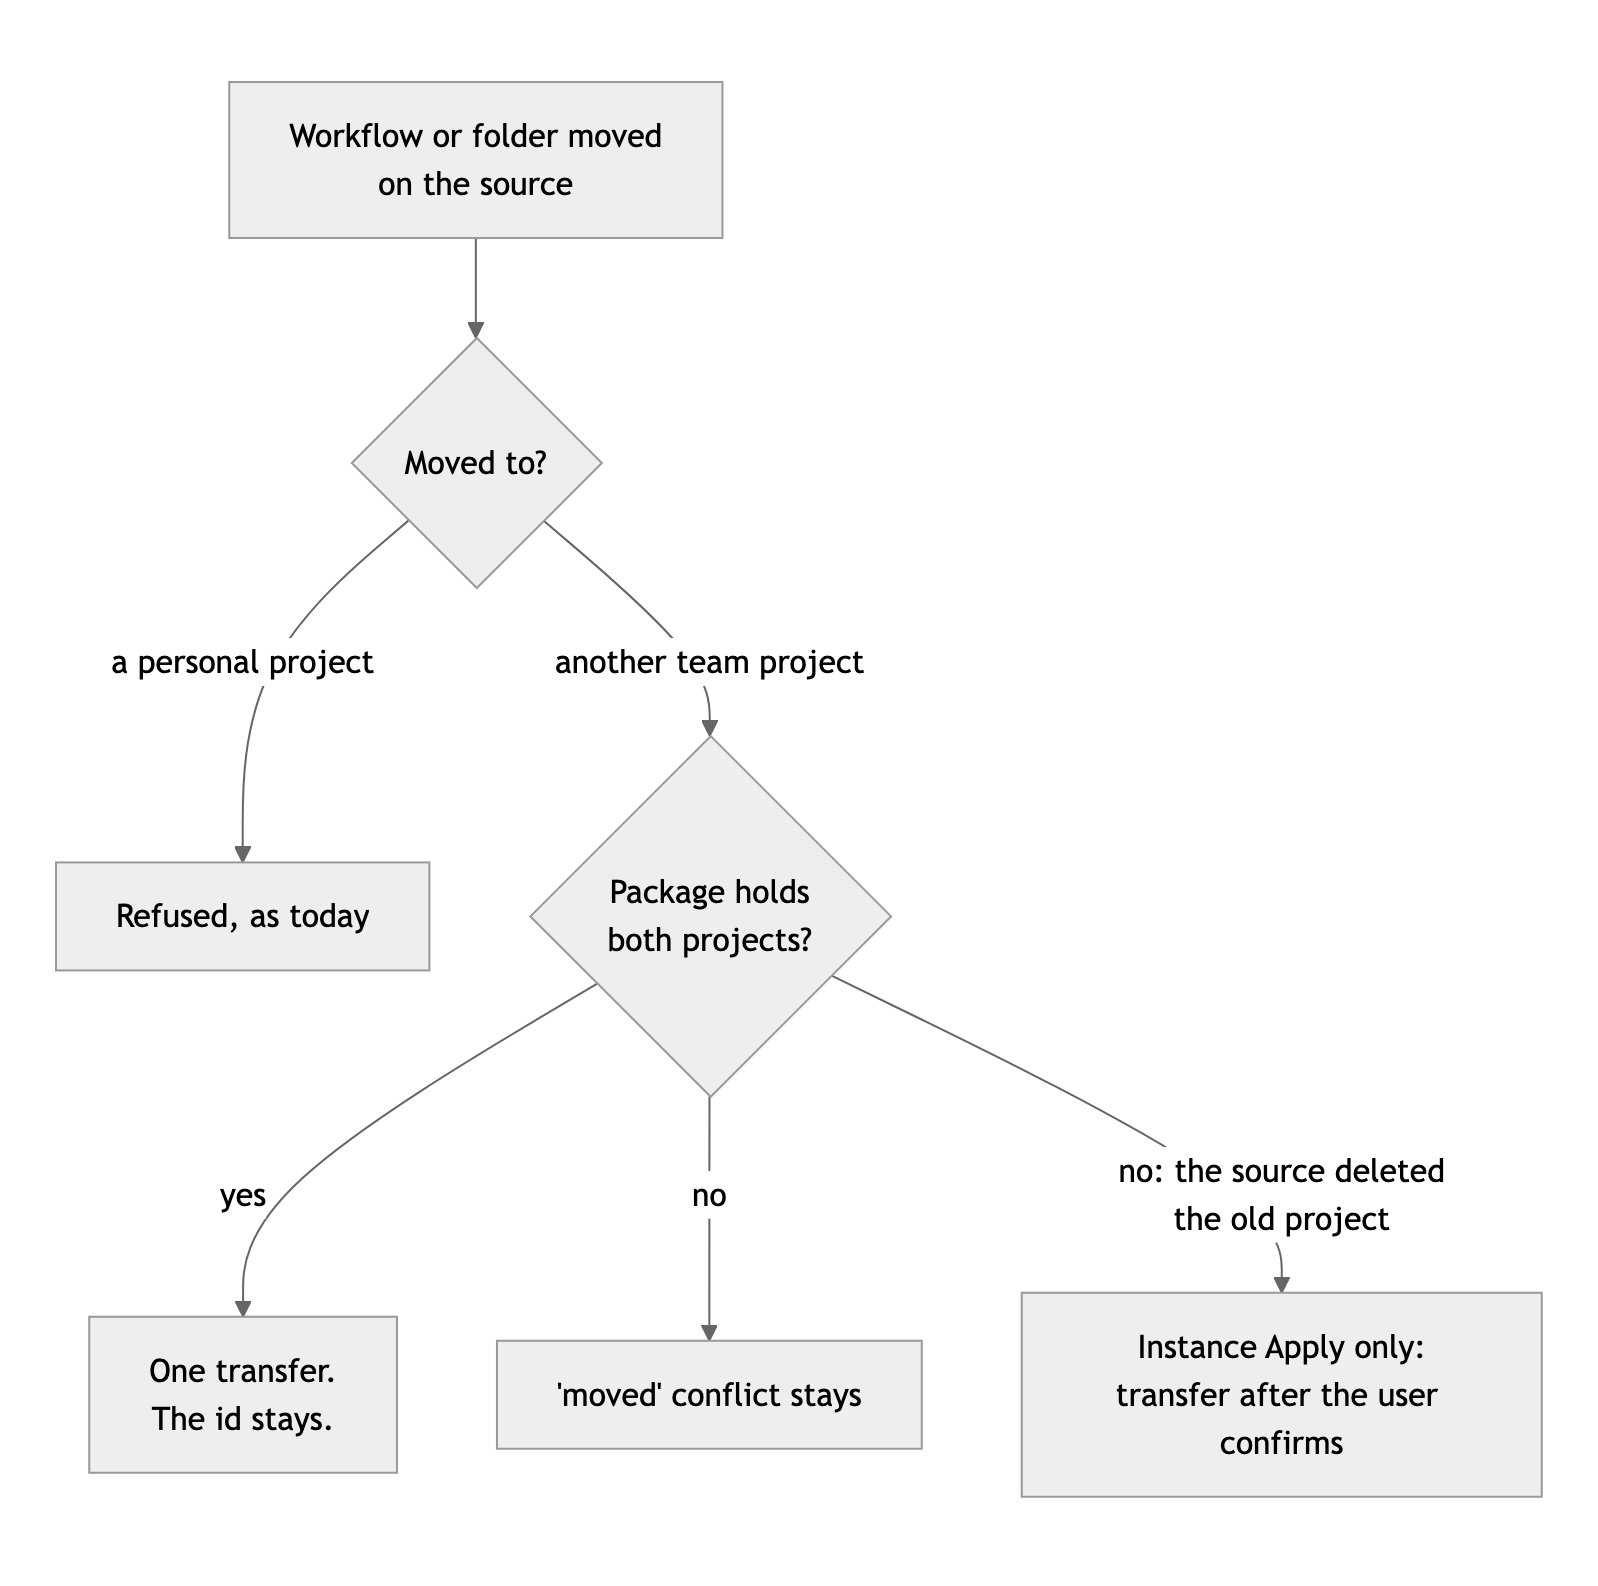 Workflow or folder moved
on the source
Moved to?
a personal project
another team project
Refused, as today
Package holds
both projects?
yes
no
no: the source deleted
the old project
One transfer.
The id stays.
'moved' conflict stays
Instance Apply only:
transfer after the user
confirms